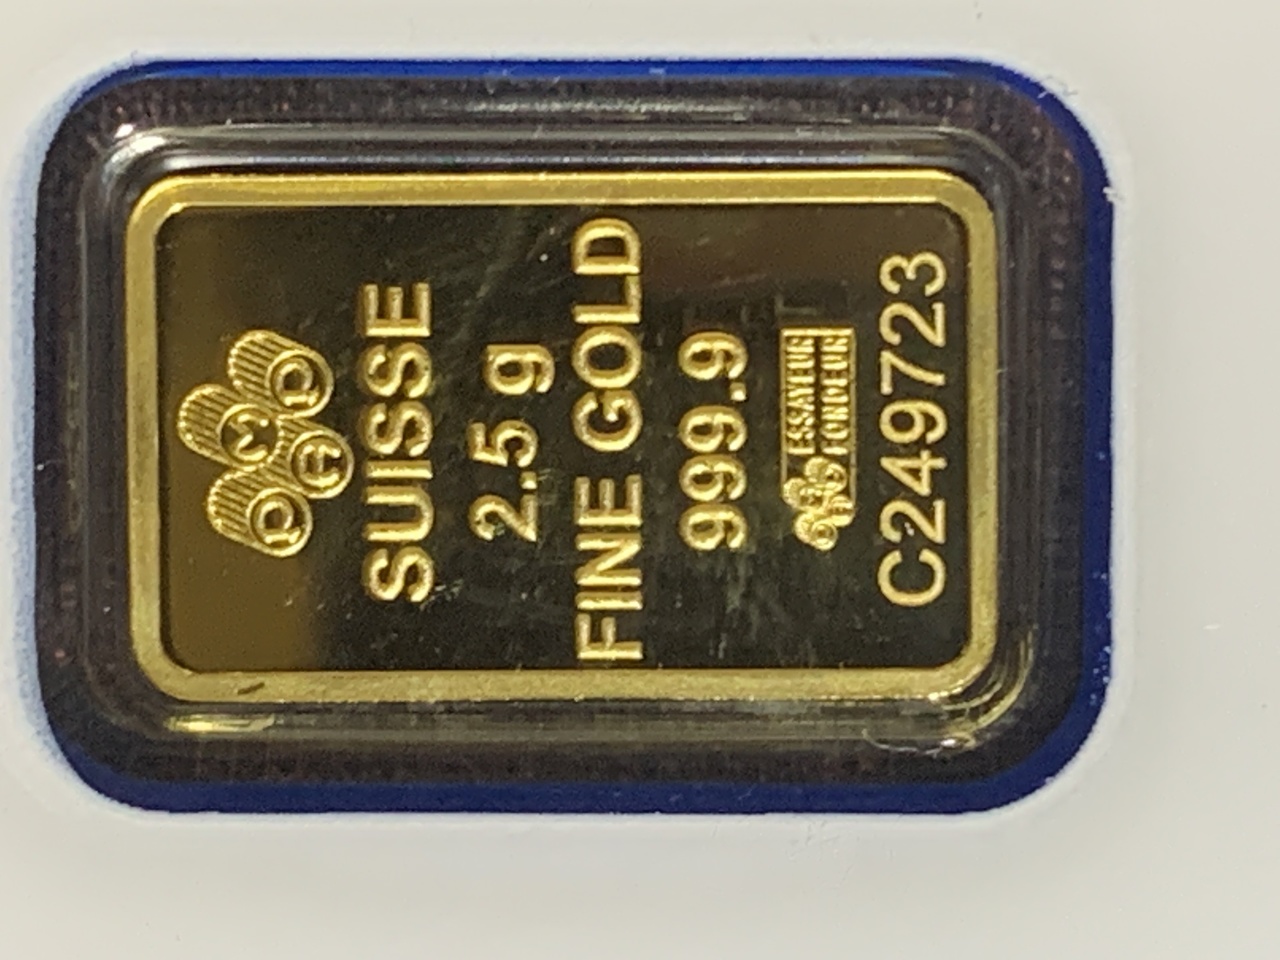 P
A
M
P
SUISSE
2.5 g
FINE GOLD
999.9
ESSAYEUR
FONDEUR
C249723